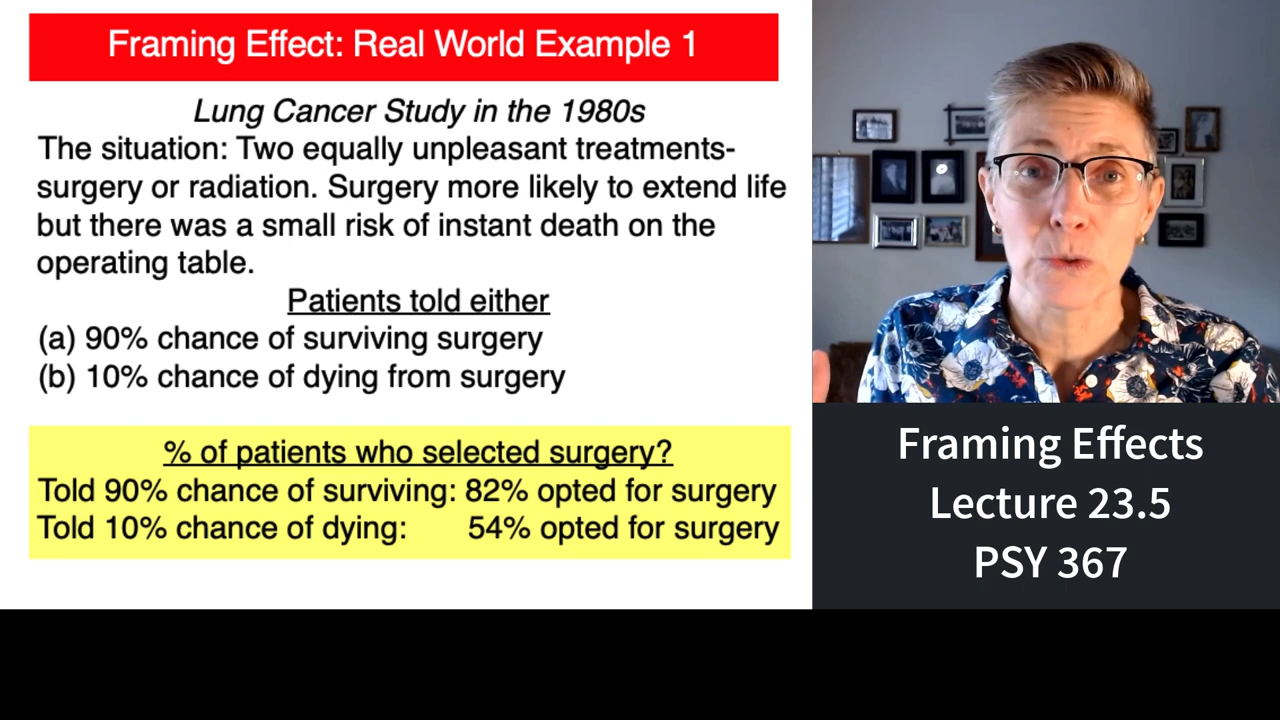 Framing Effect: Real World Example 1
Lung Cancer Study in the 1980s
The situation: Two equally unpleasant treatments-
surgery or radiation. Surgery more likely to extend life
but there was a small risk of instant death on the
operating table.
Patients told either
(a) 90% chance of surviving surgery
(b) 10% chance of dying from surgery
% of patients who selected surgery?
Told 90% chance of surviving: 82% opted for surgery
Told 10% chance of dying: 54% opted for surgery
Framing Effects
Lecture 23.5
PSY 367